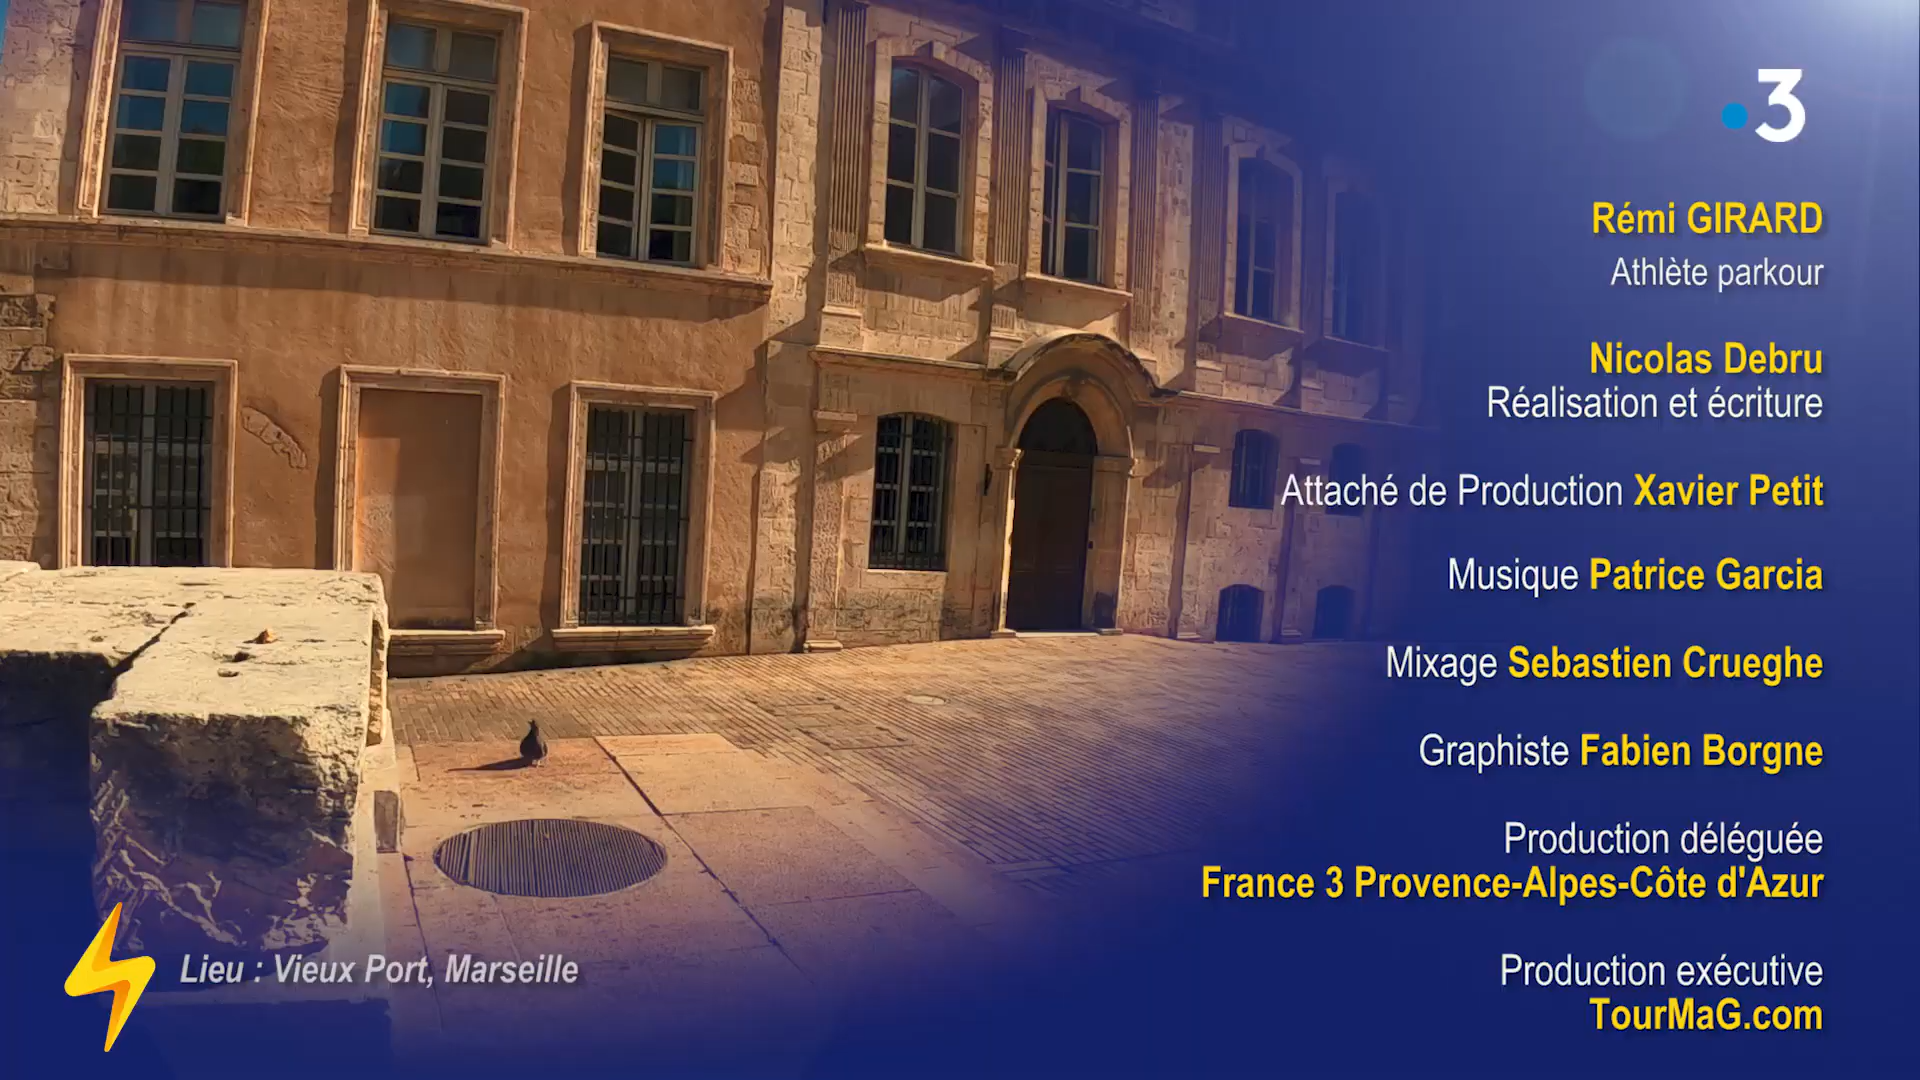 3
Rémi GIRARD
Athlète parkour
Nicolas Debru
Réalisation et écriture
Attaché de Production Xavier Petit
Musique Patrice Garcia
Mixage Sebastien Crueghe
Graphiste Fabien Borgne
Production déléguée
France 3 Provence-Alpes-Côte d'Azur
Lieu : Vieux Port, Marseille
Production exécutive
TourMaG.com